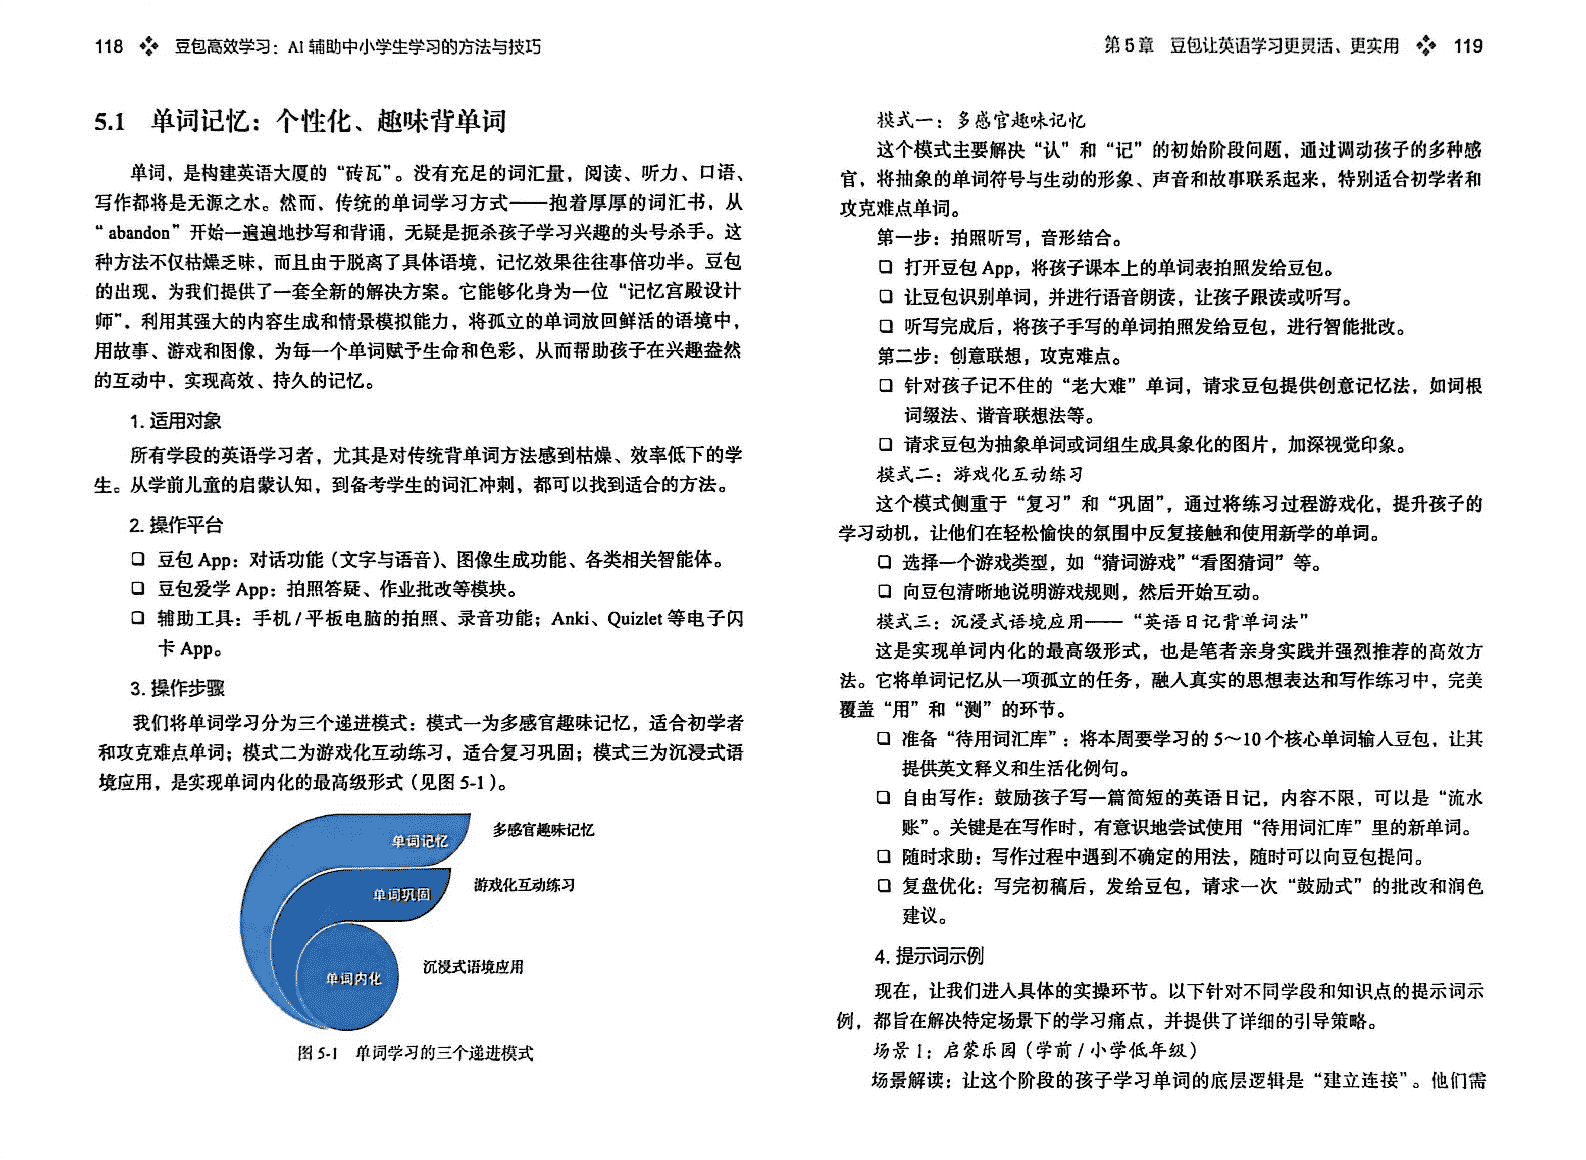 118 豆包高效学习：AI 辅助中小学生学习的方法与技巧
5.1 单词记忆：个性化、趣味背单词
单词，是构建英语大厦的“砖瓦”。没有充足的词汇量，阅读、听力、口语、
写作都将是无源之水。然而，传统的单词学习方式——抱着厚厚的词汇书，从
“abandon”开始一遍遍地抄写和背诵，无疑是扼杀孩子学习兴趣的头号杀手。这
种方法不仅枯燥乏味，而且由于脱离了具体语境，记忆效果往往事倍功半。豆包
的出现，为我们提供了一套全新的解决方案。它能够化身为一位“记忆宫殿设计
师”，利用其强大的内容生成和情景模拟能力，将孤立的单词放回鲜活的语境中，
用故事、游戏和图像，为每一个单词赋予生命和色彩，从而帮助孩子在兴趣盎然
的互动中，实现高效、持久的记忆。
1. 适用对象
所有学段的英语学习者，尤其是对传统背单词方法感到枯燥、效率低下的学
生。从学前儿童的启蒙认知，到备考学生的词汇冲刺，都可以找到适合的方法。
2. 操作平台
❑ 豆包 App：对话功能（文字与语音）、图像生成功能、各类相关智能体。
❑ 豆包爱学 App：拍照答疑、作业批改等模块。
❑ 辅助工具：手机 / 平板电脑的拍照、录音功能；Anki、Quizlet 等电子闪
卡 App。
3. 操作步骤
我们将单词学习分为三个递进模式：模式一为多感官趣味记忆，适合初学者
和攻克难点单词；模式二为游戏化互动练习，适合复习巩固；模式三为沉浸式语
境应用，是实现单词内化的最高级形式（见图 5-1）。
单词记忆 多感官趣味记忆
单词巩固 游戏化互动练习
单词内化 沉浸式语境应用
图 5-1 单词学习的三个递进模式
第 5 章 豆包让英语学习更灵活、更实用 119
模式一：多感官趣味记忆
这个模式主要解决“认”和“记”的初始阶段问题，通过调动孩子的多种感
官，将抽象的单词符号与生动的形象、声音和故事联系起来，特别适合初学者和
攻克难点单词。
第一步：拍照听写，音形结合。
❑ 打开豆包 App，将孩子课本上的单词表拍照发给豆包。
❑ 让豆包识别单词，并进行语音朗读，让孩子跟读或听写。
❑ 听写完成后，将孩子手写的单词拍照发给豆包，进行智能批改。
第二步：创意联想，攻克难点。
❑ 针对孩子记不住的“老大难”单词，请求豆包提供创意记忆法，如词根
词缀法、谐音联想法等。
❑ 请求豆包为抽象单词或词组生成具象化的图片，加深视觉印象。
模式二：游戏化互动练习
这个模式侧重于“复习”和“巩固”，通过将练习过程游戏化，提升孩子的
学习动机，让他们在轻松愉快的氛围中反复接触和使用新学的单词。
❑ 选择一个游戏类型，如“猜词游戏”“看图猜词”等。
❑ 向豆包清晰地说明游戏规则，然后开始互动。
模式三：沉浸式语境应用——“英语日记背单词法”
这是实现单词内化的最高级形式，也是笔者亲身实践并强烈推荐的高效方
法。它将单词记忆从一项孤立的任务，融入真实的思想表达和写作练习中，完美
覆盖“用”和“测”的环节。
❑ 准备“待用词汇库”：将本周要学习的 5～10 个核心单词输入豆包，让其
提供英文释义和生活化例句。
❑ 自由写作：鼓励孩子写一篇简短的英语日记，内容不限，可以是“流水
账”。关键是在写作时，有意识地尝试使用“待用词汇库”里的新单词。
❑ 随时求助：写作过程中遇到不确定的用法，随时可以向豆包提问。
❑ 复盘优化：写完初稿后，发给豆包，请求一次“鼓励式”的批改和润色
建议。
4. 提示词示例
现在，让我们进入具体的实操环节。以下针对不同学段和知识点的提示词示
例，都旨在解决特定场景下的学习痛点，并提供了详细的引导策略。
场景 1：启蒙乐园（学前 / 小学低年级）
场景解读：让这个阶段的孩子学习单词的底层逻辑是“建立连接”。他们需